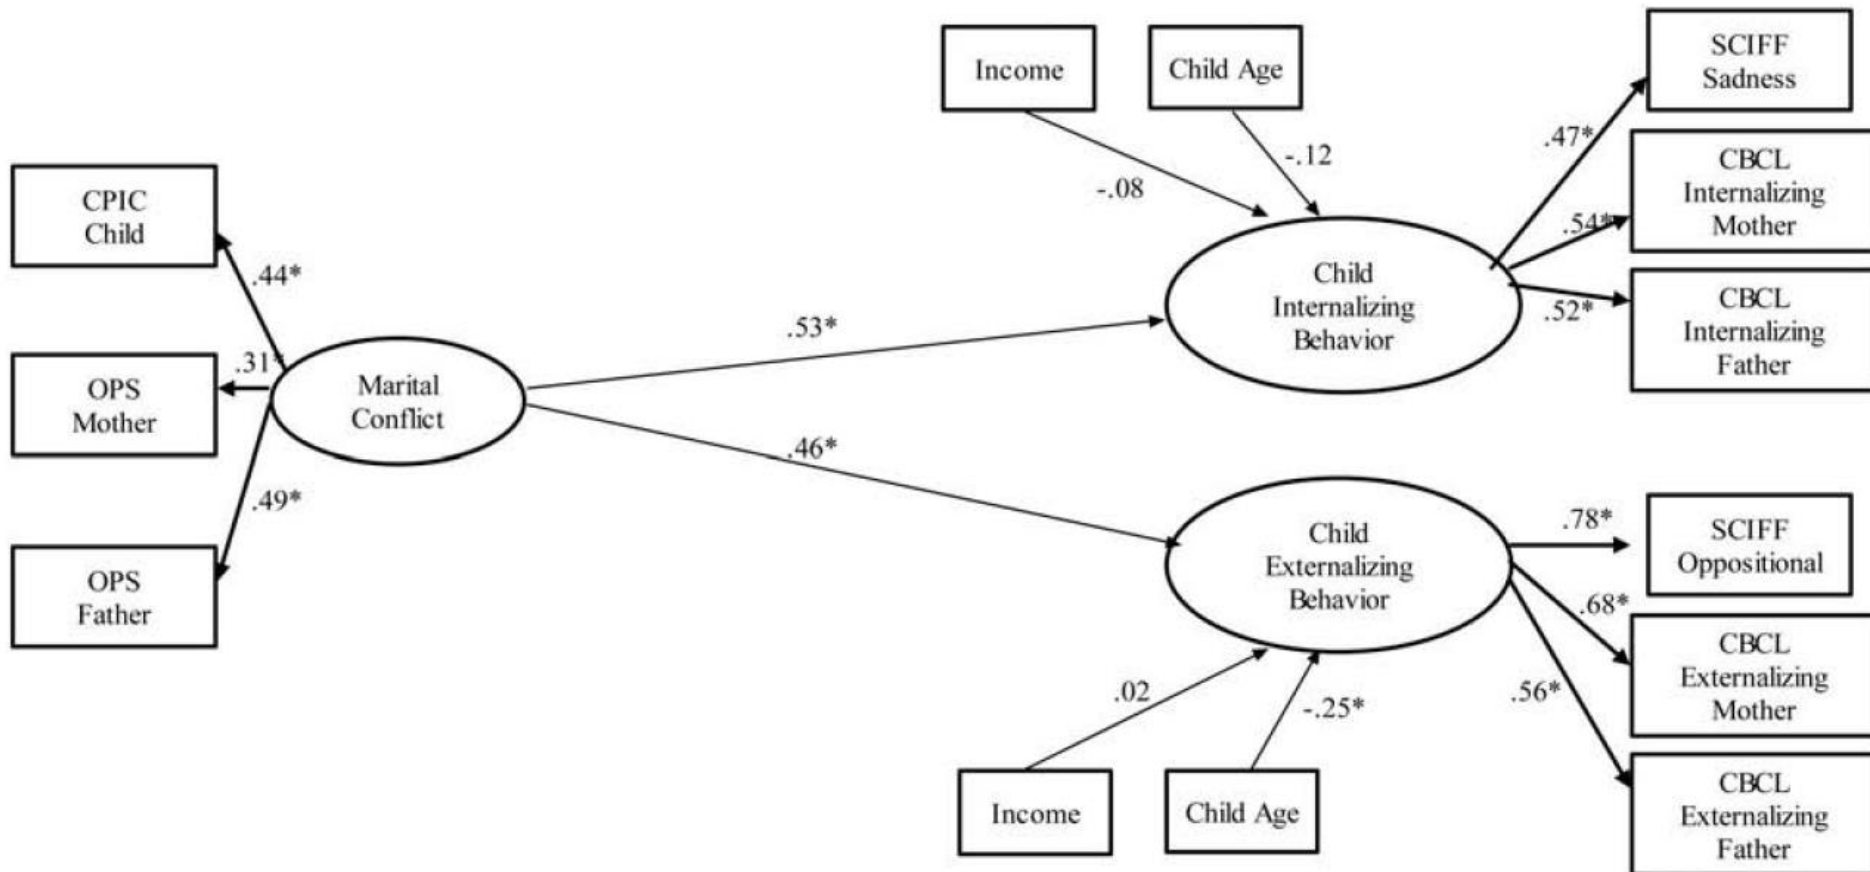 Income
Child Age
SCIFF
Sadness
.47*
-.12
-.08
CBCL
Internalizing
Mother
.54*
CPIC
Child
.44*
Child
Internalizing
Behavior
CBCL
Internalizing
Father
.52*
.53*
.31*
OPS
Mother
Marital
Conflict
.46*
.49*
OPS
Father
Child
Externalizing
Behavior
.78*
SCIFF
Oppositional
.68*
CBCL
Externalizing
Mother
.56*
.02
-.25*
Income
Child Age
CBCL
Externalizing
Father